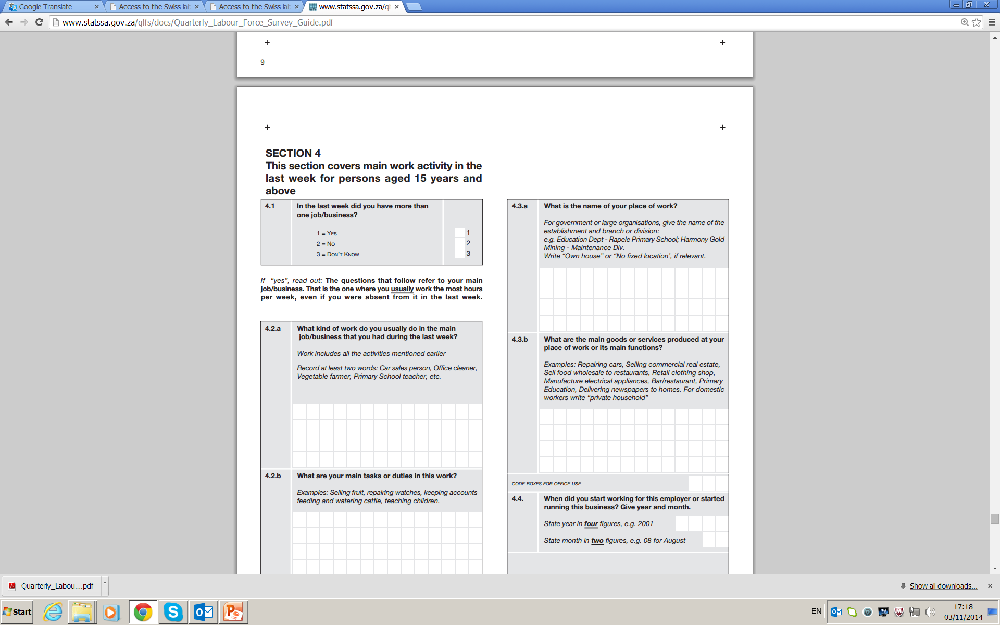 Google Translate
Access to the Swiss lab
Access to the Swiss lab
www.statssa.gov.za/ql
www.statssa.gov.za/qlfs/docs/Quarterly_Labour_Force_Survey_Guide.pdf
+ +
9
+ +
SECTION 4
This section covers main work activity in the
last week for persons aged 15 years and
above
4.1 In the last week did you have more than
one job/business?
1 = YES 1
2 = NO 2
3 = DON'T KNOW 3
If “yes”, read out: The questions that follow refer to your main
job/business. That is the one where you usually work the most hours
per week, even if you were absent from it in the last week.
4.2.a What kind of work do you usually do in the main
job/business that you had during the last week?
Work includes all the activities mentioned earlier
Record at least two words: Car sales person, Office cleaner,
Vegetable farmer, Primary School teacher, etc.
4.2.b What are your main tasks or duties in this work?
Examples: Selling fruit, repairing watches, keeping accounts
feeding and watering cattle, teaching children.
4.3.a What is the name of your place of work?
For government or large organisations, give the name of the
establishment and branch or division:
e.g. Education Dept - Rapele Primary School; Harmony Gold
Mining - Maintenance Div.
Write “Own house” or “No fixed location’, if relevant.
4.3.b What are the main goods or services produced at your
place of work or its main functions?
Examples: Repairing cars, Selling commercial real estate,
Sell food wholesale to restaurants, Retail clothing shop,
Manufacture electrical appliances, Bar/restaurant, Primary
Education, Delivering newspapers to homes. For domestic
workers write “private household”
CODE BOXES FOR OFFICE USE
4.4. When did you start working for this employer or started
running this business? Give year and month.
State year in four figures, e.g. 2001
State month in two figures, e.g. 08 for August
Quarterly_Labou....pdf
Show all downloads...
Start
EN
17:18
03/11/2014